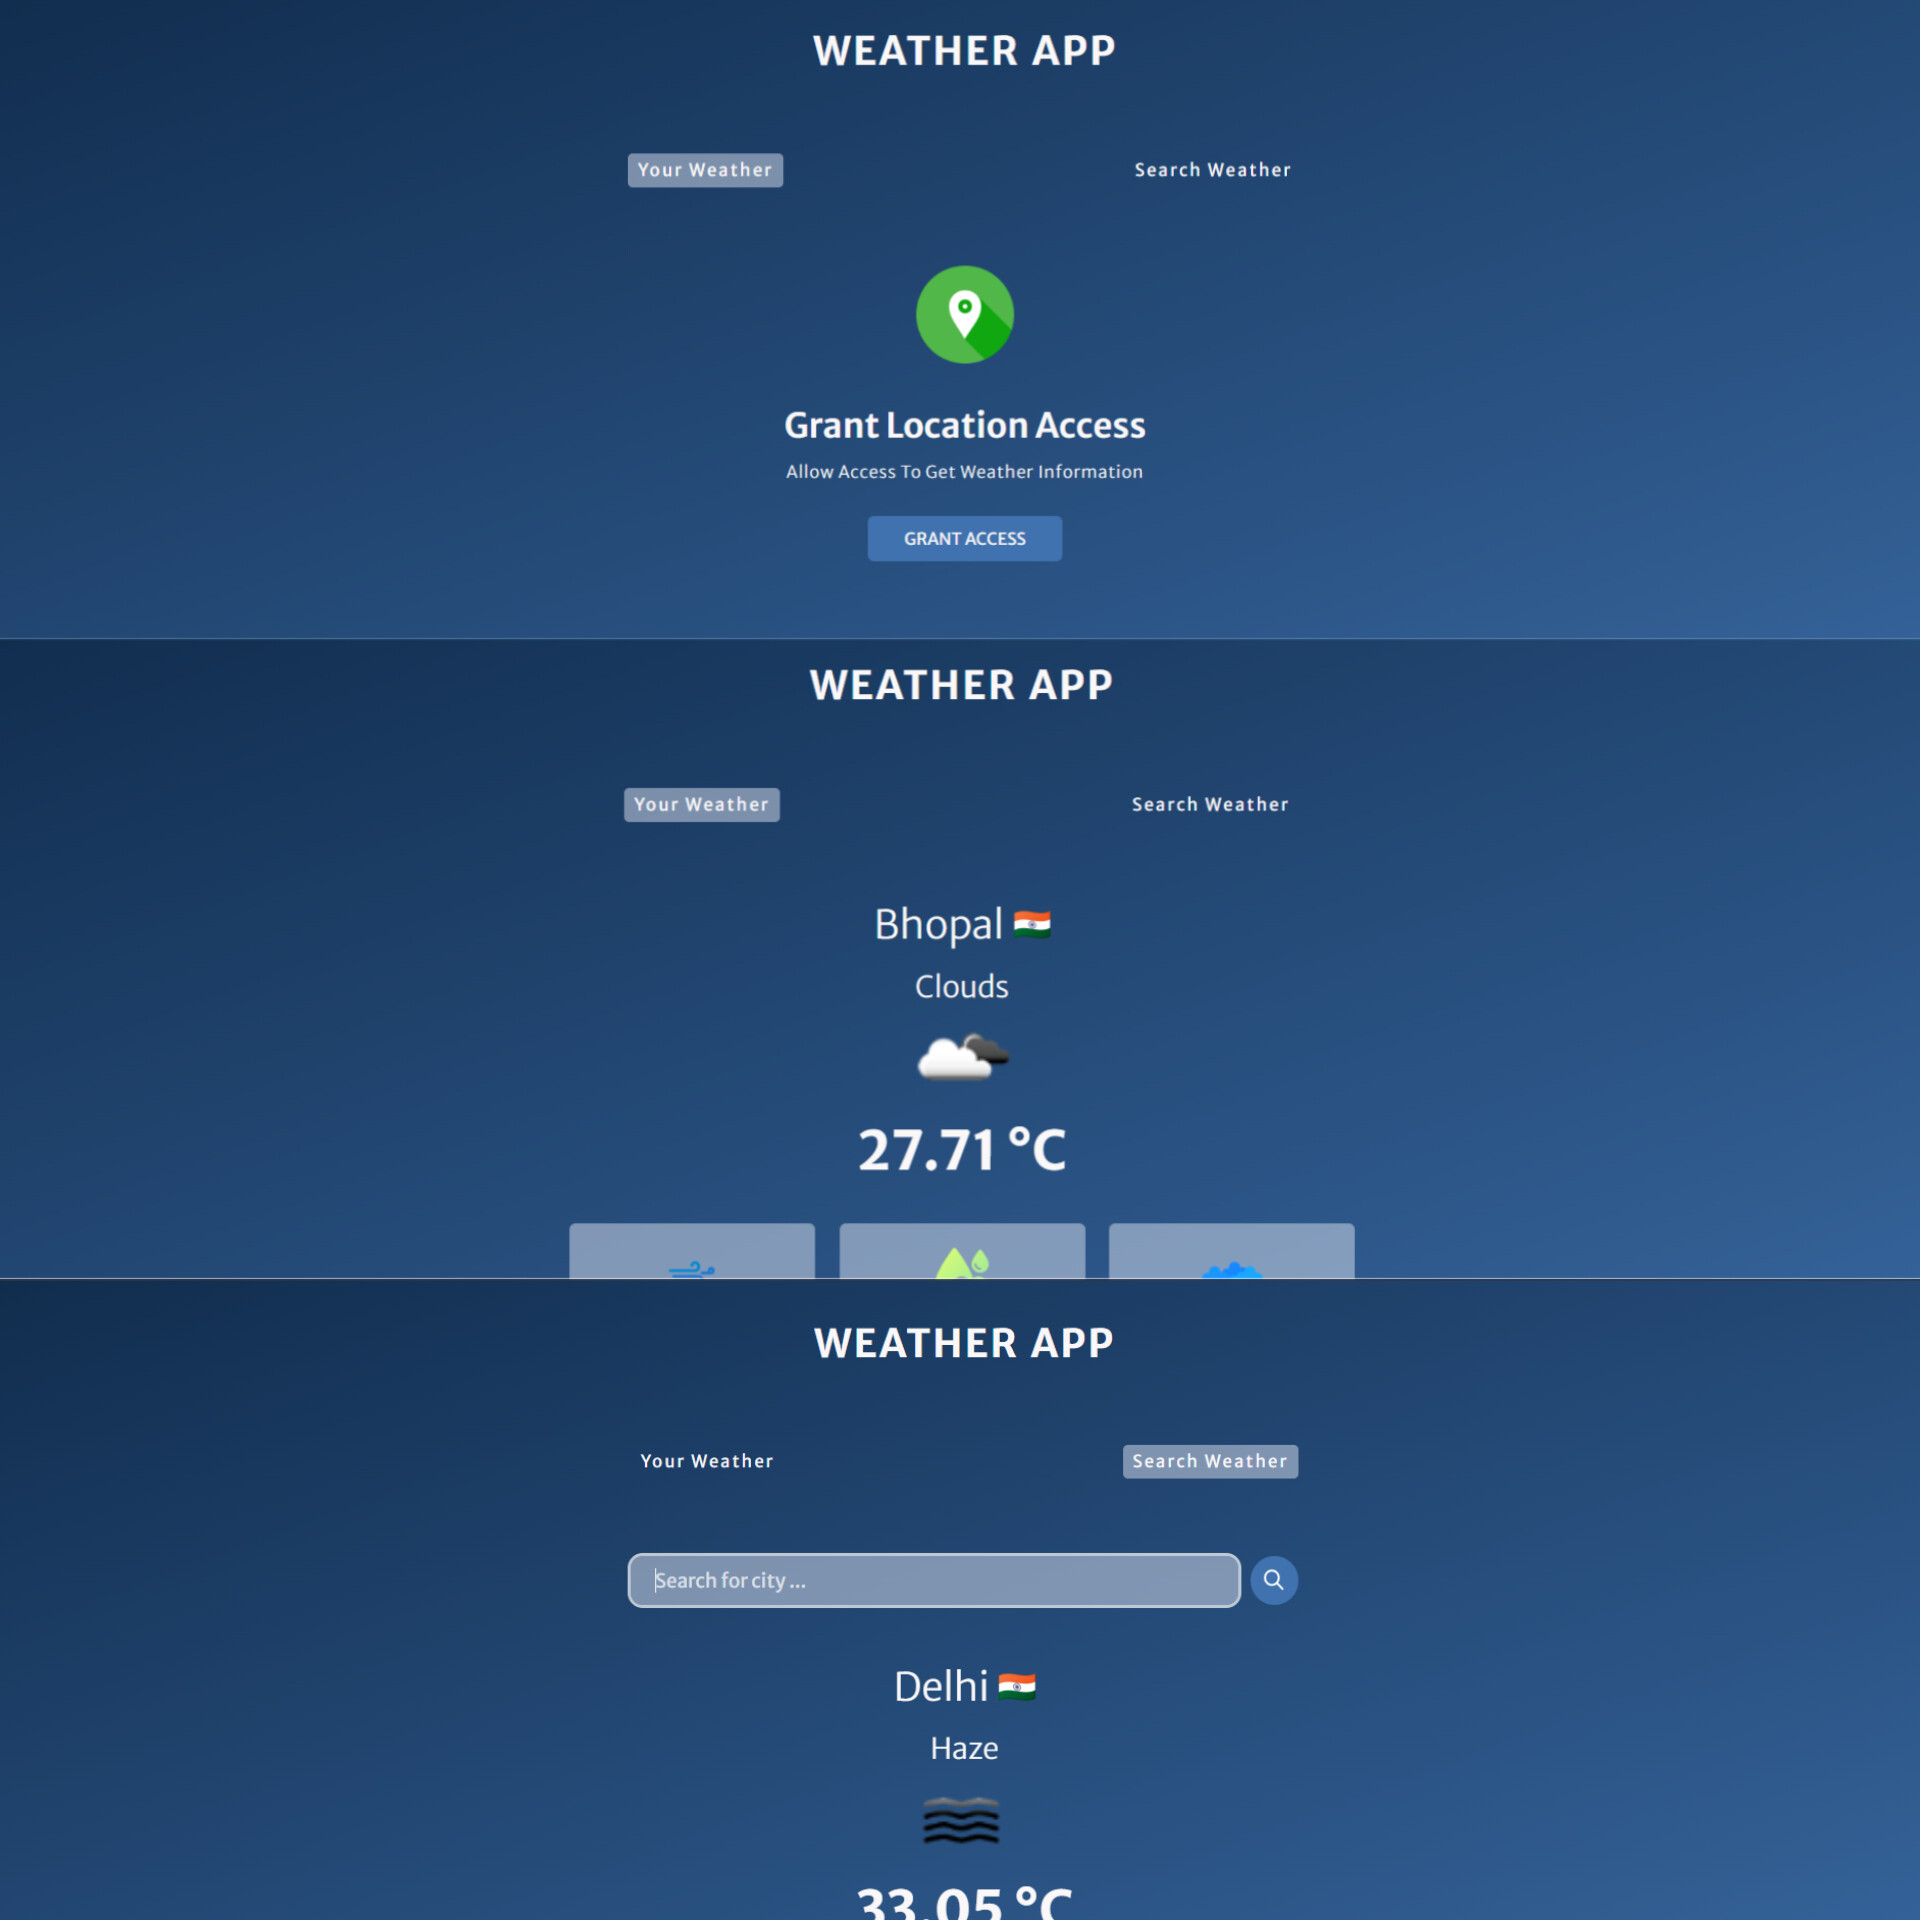 WEATHER APP
Your Weather Search Weather
Grant Location Access
Allow Access To Get Weather Information
GRANT ACCESS
WEATHER APP
Your Weather Search Weather
Bhopal
Clouds
27.71 °C
WEATHER APP
Your Weather Search Weather
Search for city ...
Delhi
Haze
33.05 °C